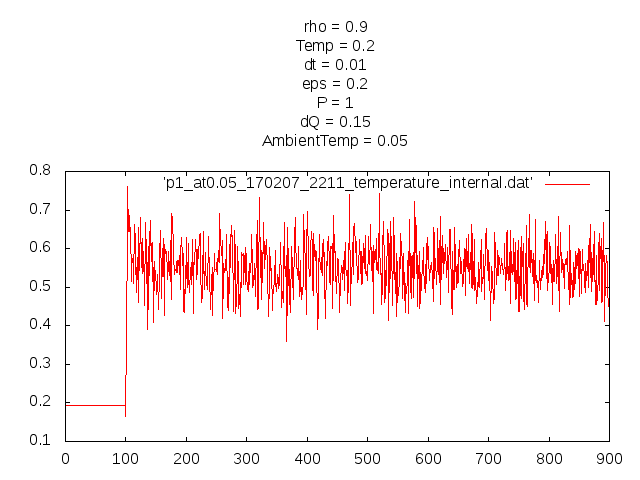 rho = 0.9
Temp = 0.2
dt = 0.01
eps = 0.2
P = 1
dQ = 0.15
AmbientTemp = 0.05
0.8
'p1_at0.05_170207_2211_temperature_internal.dat'
0.7
0.6
0.5
0.4
0.3
0.2
0.1
0 100 200 300 400 500 600 700 800 900